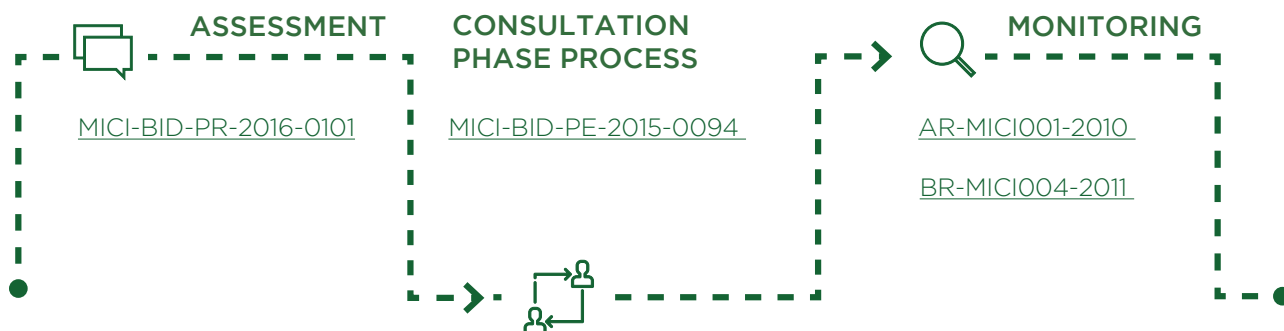 ASSESSMENT
MICI-BID-PR-2016-0101
CONSULTATION
PHASE PROCESS
MICI-BID-PE-2015-0094
MONITORING
AR-MICI001-2010
BR-MICI004-2011